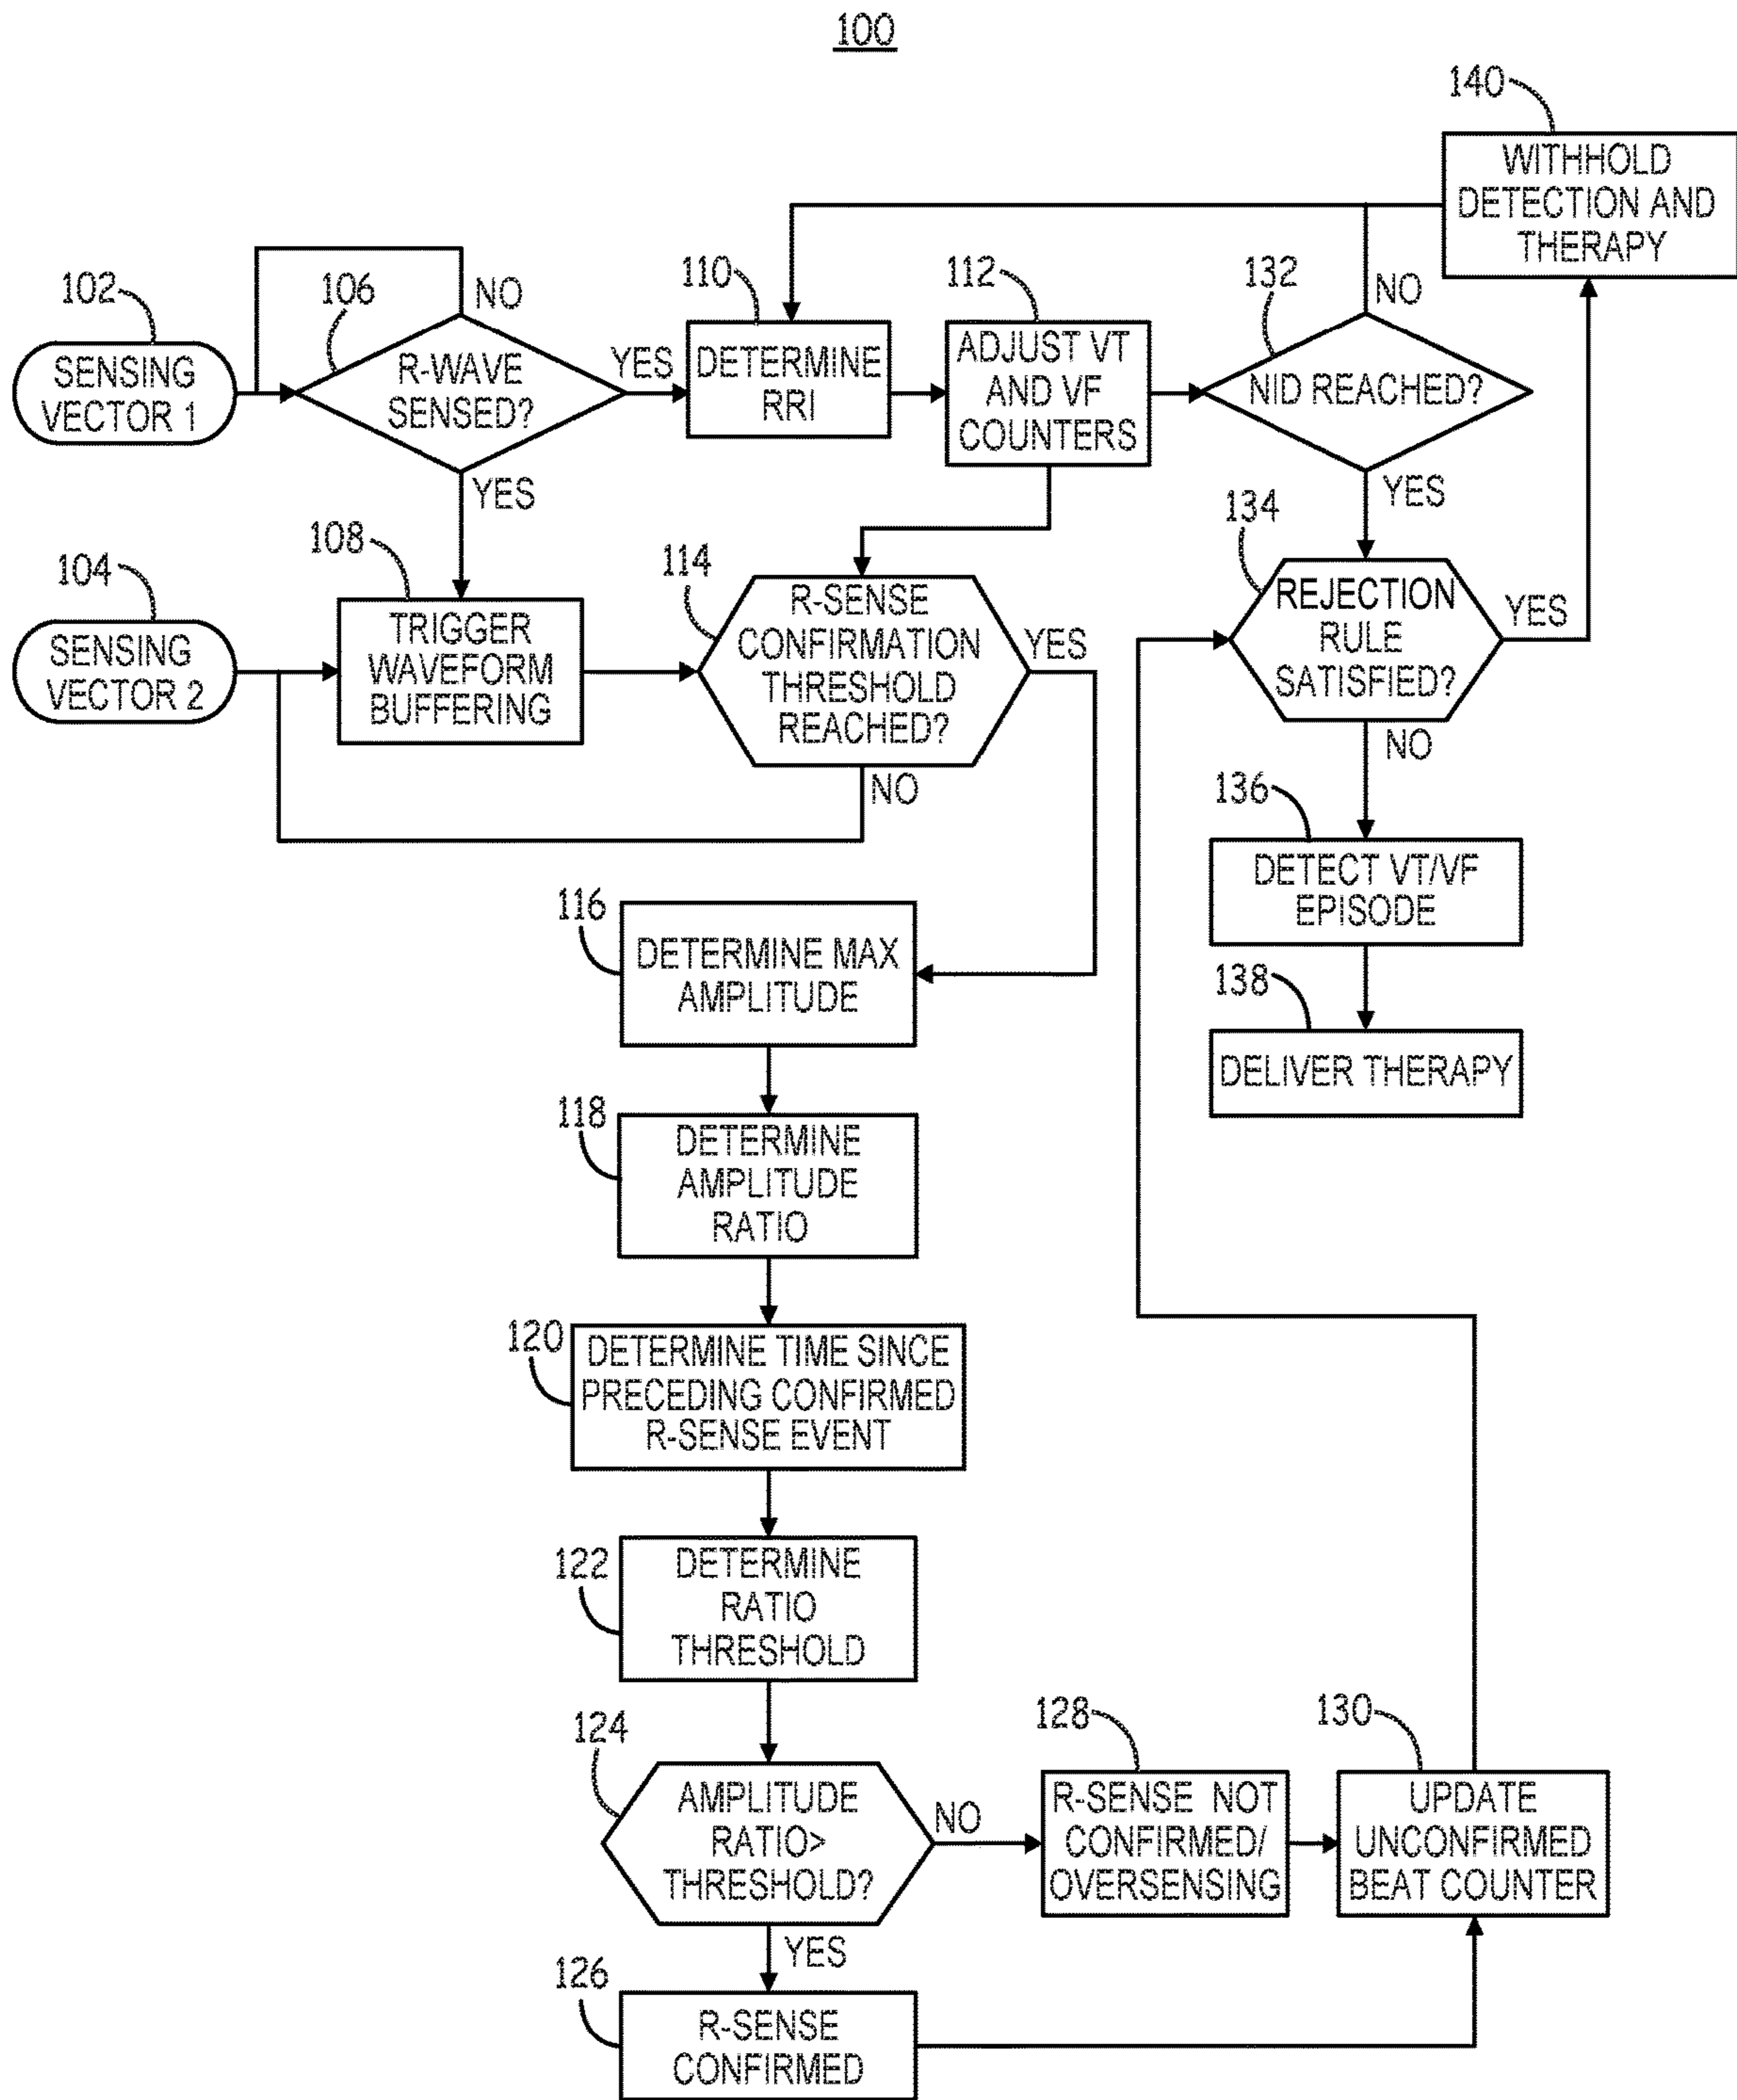 100
140
WITHHOLD
DETECTION AND
THERAPY
102
SENSING
VECTOR 1
106
NO
R-WAVE
SENSED?
YES
YES
110
DETERMINE
RRI
112
ADJUST VT
AND VF
COUNTERS
132
NO
NID REACHED?
YES
104
SENSING
VECTOR 2
108
TRIGGER
WAVEFORM
BUFFERING
114
R-SENSE
CONFIRMATION
THRESHOLD
REACHED?
YES
NO
134
REJECTION
RULE
SATISFIED?
YES
NO
136
DETECT VT/VF
EPISODE
138
DELIVER THERAPY
116
DETERMINE MAX
AMPLITUDE
118
DETERMINE
AMPLITUDE
RATIO
120
DETERMINE TIME SINCE
PRECEDING CONFIRMED
R-SENSE EVENT
122
DETERMINE
RATIO
THRESHOLD
124
AMPLITUDE
RATIO>
THRESHOLD?
NO
YES
128
R-SENSE NOT
CONFIRMED/
OVERSENSING
130
UPDATE
UNCONFIRMED
BEAT COUNTER
126
R-SENSE
CONFIRMED